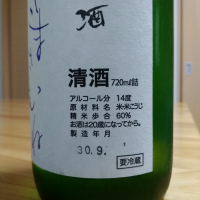 酒
清酒 720ml詰
アルコール分 14度
原材料名 米・米こうじ
精米歩合 60%
お酒は20歳になってから。
製造年月
30.9.
要冷蔵